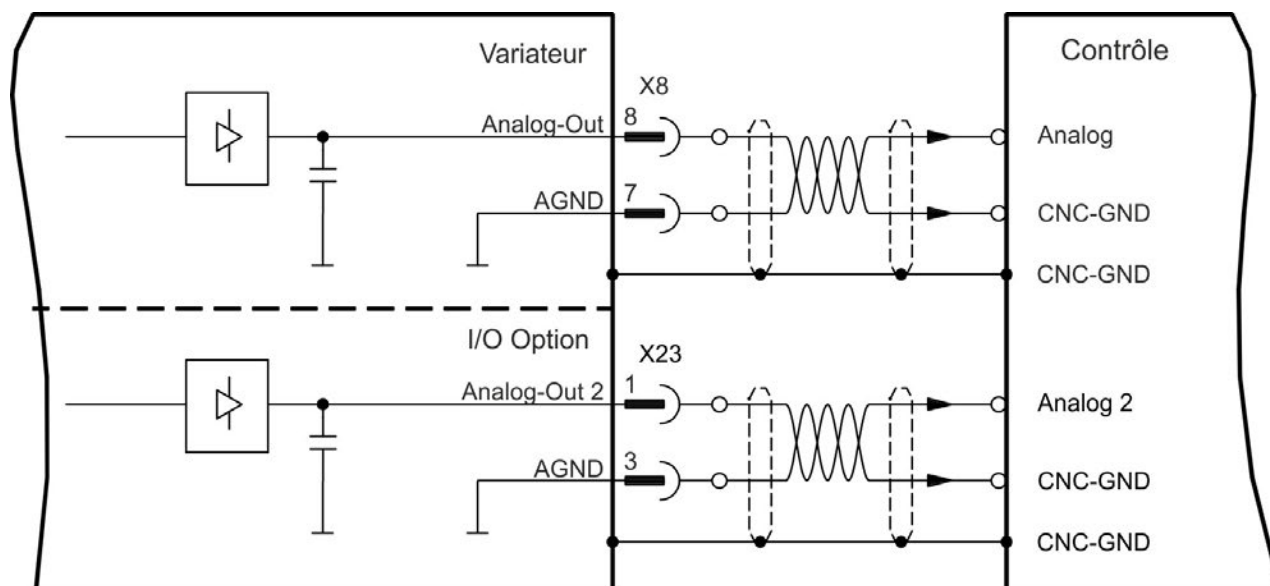 Variateur
Contrôle
X8
Analog-Out
8
Analog
AGND
7
CNC-GND
CNC-GND
I/O Option
X23
Analog-Out 2
1
Analog 2
AGND
3
CNC-GND
CNC-GND